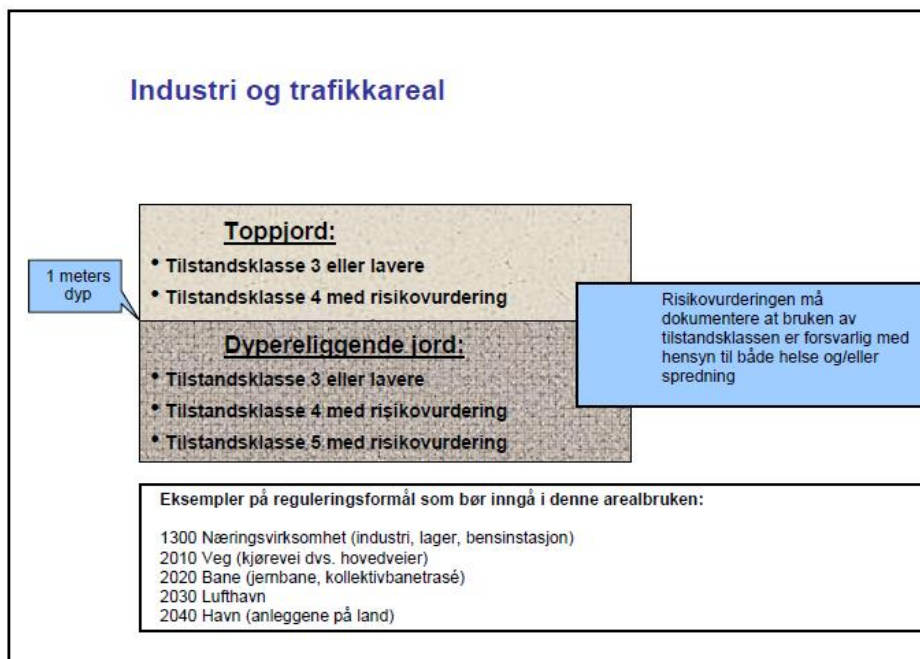 Industri og trafikkareal
Toppjord:
• Tilstandsklasse 3 eller lavere
• Tilstandsklasse 4 med risikovurdering
1 meters
dyp
Dypereliggende jord:
• Tilstandsklasse 3 eller lavere
• Tilstandsklasse 4 med risikovurdering
• Tilstandsklasse 5 med risikovurdering
Risikovurderingen må
dokumentere at bruken av
tilstandsklassen er forsvarlig med
hensyn til både helse og/eller
spredning
Eksempler på reguleringsformål som bør inngå i denne arealbruken:
1300 Næringsvirksomhet (industri, lager, bensinstasjon)
2010 Veg (kjørevei dvs. hovedveier)
2020 Bane (jernbane, kollektivbanetrasé)
2030 Lufthavn
2040 Havn (anleggene på land)